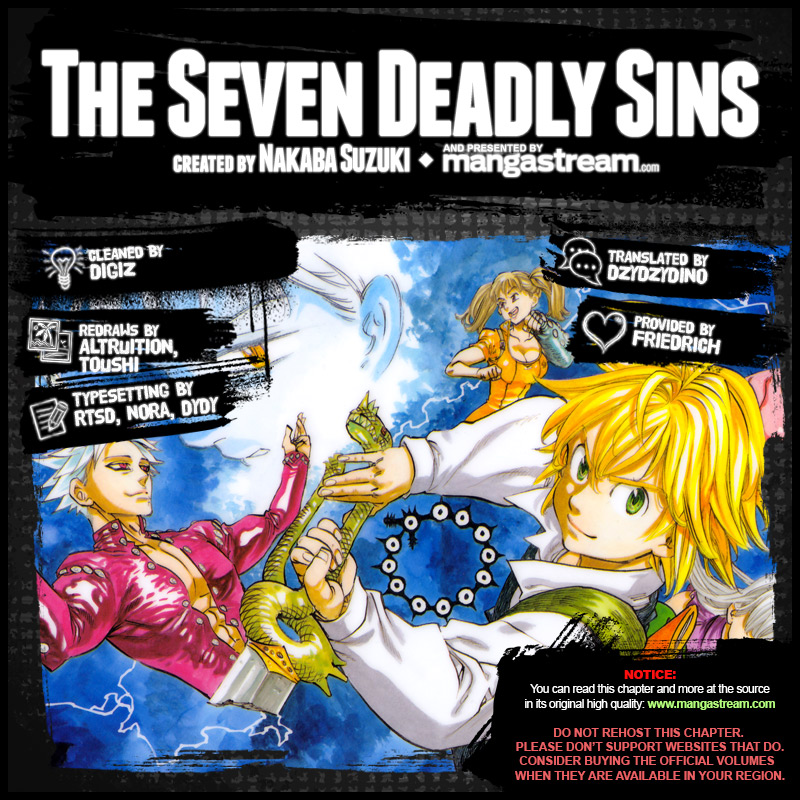 THE SEVEN DEADLY SINS
CREATED BY NAKABA SUZUKI ◆ AND PRESENTED BY mangastream.com
CLEANED BY
DIGIZ
REDRAWS BY
ALTRUITION,
TOUSHI
TYPESETTING BY
RTSD, NORA, DYDY
TRANSLATED BY
DZYDZYDINO
PROVIDED BY
FRIEDRICH
NOTICE:
You can read this chapter and more at the source
in its original high quality: www.mangastream.com
DO NOT REHOST THIS CHAPTER.
PLEASE DON'T SUPPORT WEBSITES THAT DO.
CONSIDER BUYING THE OFFICIAL VOLUMES
WHEN THEY ARE AVAILABLE IN YOUR REGION.